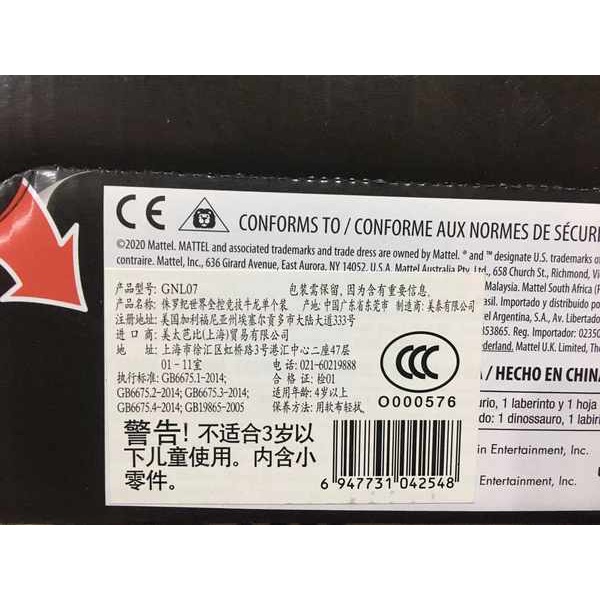 CE
CONFORMS TO / CONFORME AUX NORMES DE SÉCURI
©2020 Mattel. MATTEL and associated trademarks and trade dress are owned by Mattel. ® and ™ designate U.S. trademarks of
contraire. Mattel, Inc., 636 Girard Avenue, East Aurora, NY 14052, U.S.A. Mattel Australia Pty., Ltd., 658 Church St., Richmond, Vi
Malaysia. Mattel South Africa (P
asil. Importado y distribuido po
Argentina, S.A., Av. Libertado
853865. Importador: 02350
ederland. Mattel U.K. Limited, The
A / HECHO EN CHINA
urio, 1 laberinto y 1 hoja
do: 1 dinosauro, 1 labiri
in Entertainment, Inc.
Entertainment, Inc.
产品型号: GNL07 包装需保留,因为含有重要信息.
产品名称: 侏罗纪世界全控竞技牛龙单个装 产地:中国广东省东莞市 制造商:美泰有限公司
注册地址: 美国加利福尼亚州埃塞尔贡多市大陆大道333号
进 口 商: 美太芭比(上海)贸易有限公司
地 址: 上海市徐汇区虹桥路3号港汇中心二座47层
01-11室 电话:021-60219888
执行标准: GB6675.1-2014; 合 格 证: 检01
GB6675.2-2014; GB6675.3-2014; 适用年龄: 4岁以上
GB6675.4-2014; GB19865-2005 保养方法: 用软布轻拭
CCC
O000576
警告! 不适合3岁以
下儿童使用。内含小
零件。
6 947731 042548